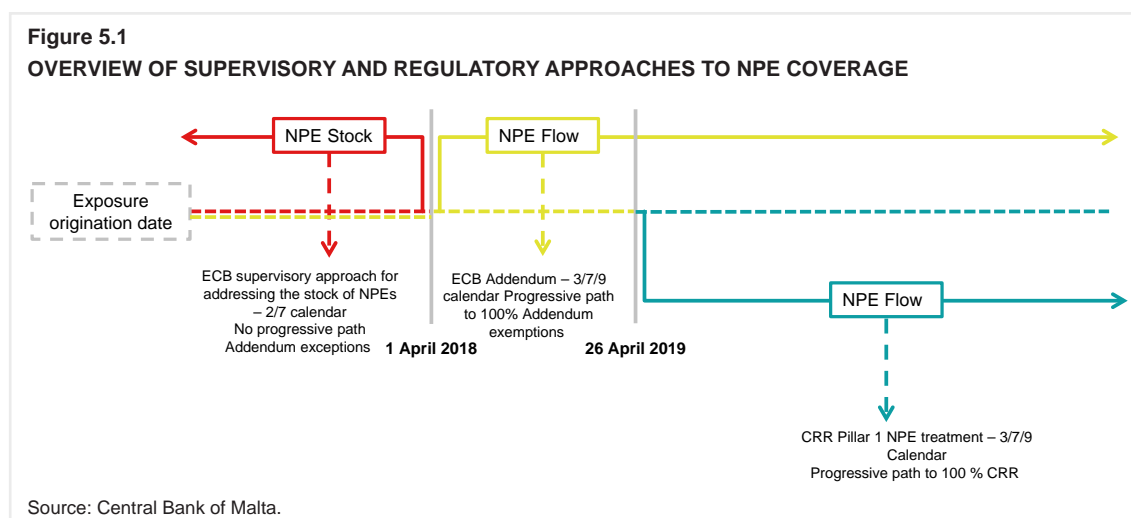 Figure 5.1
OVERVIEW OF SUPERVISORY AND REGULATORY APPROACHES TO NPE COVERAGE
NPE Stock
NPE Flow
Exposure
origination date
ECB supervisory approach for
addressing the stock of NPEs
– 2/7 calendar
No progressive path
Addendum exceptions
1 April 2018
ECB Addendum – 3/7/9
calendar Progressive path
to 100% Addendum
exemptions
26 April 2019
NPE Flow
CRR Pillar 1 NPE treatment – 3/7/9
Calendar
Progressive path to 100 % CRR
Source: Central Bank of Malta.